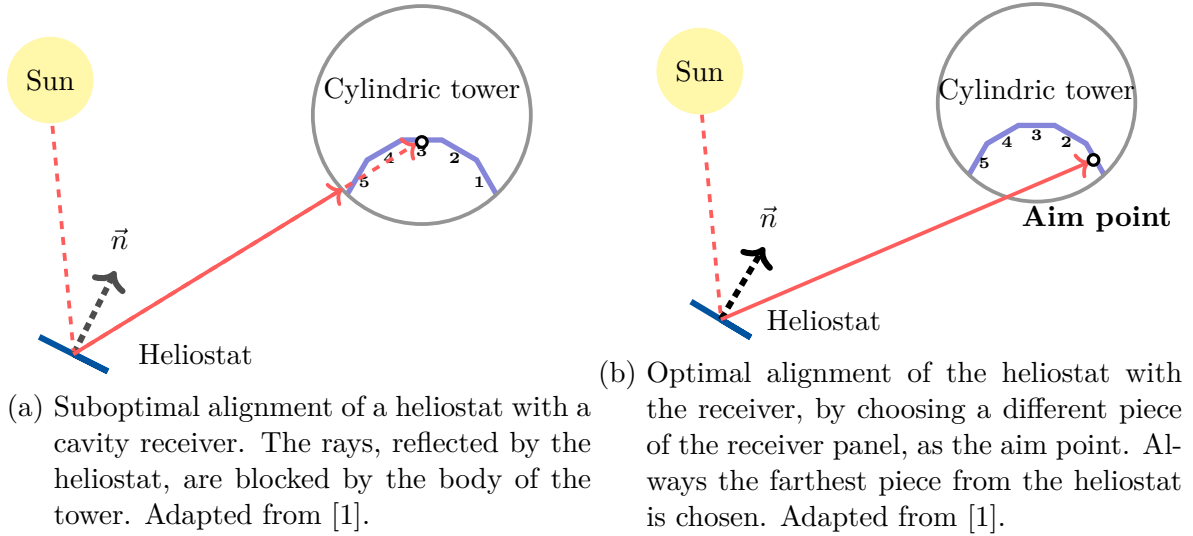 Sun
Cylindric tower
5 4 3 2 1
n⃗
Heliostat
(a) Suboptimal alignment of a heliostat with a
cavity receiver. The rays, reflected by the
heliostat, are blocked by the body of the
tower. Adapted from [1].
Sun
Cylindric tower
5 4 3 2
Aim point
n⃗
Heliostat
(b) Optimal alignment of the heliostat with
the receiver, by choosing a different piece
of the receiver panel, as the aim point. Al-
ways the farthest piece from the heliostat
is chosen. Adapted from [1].